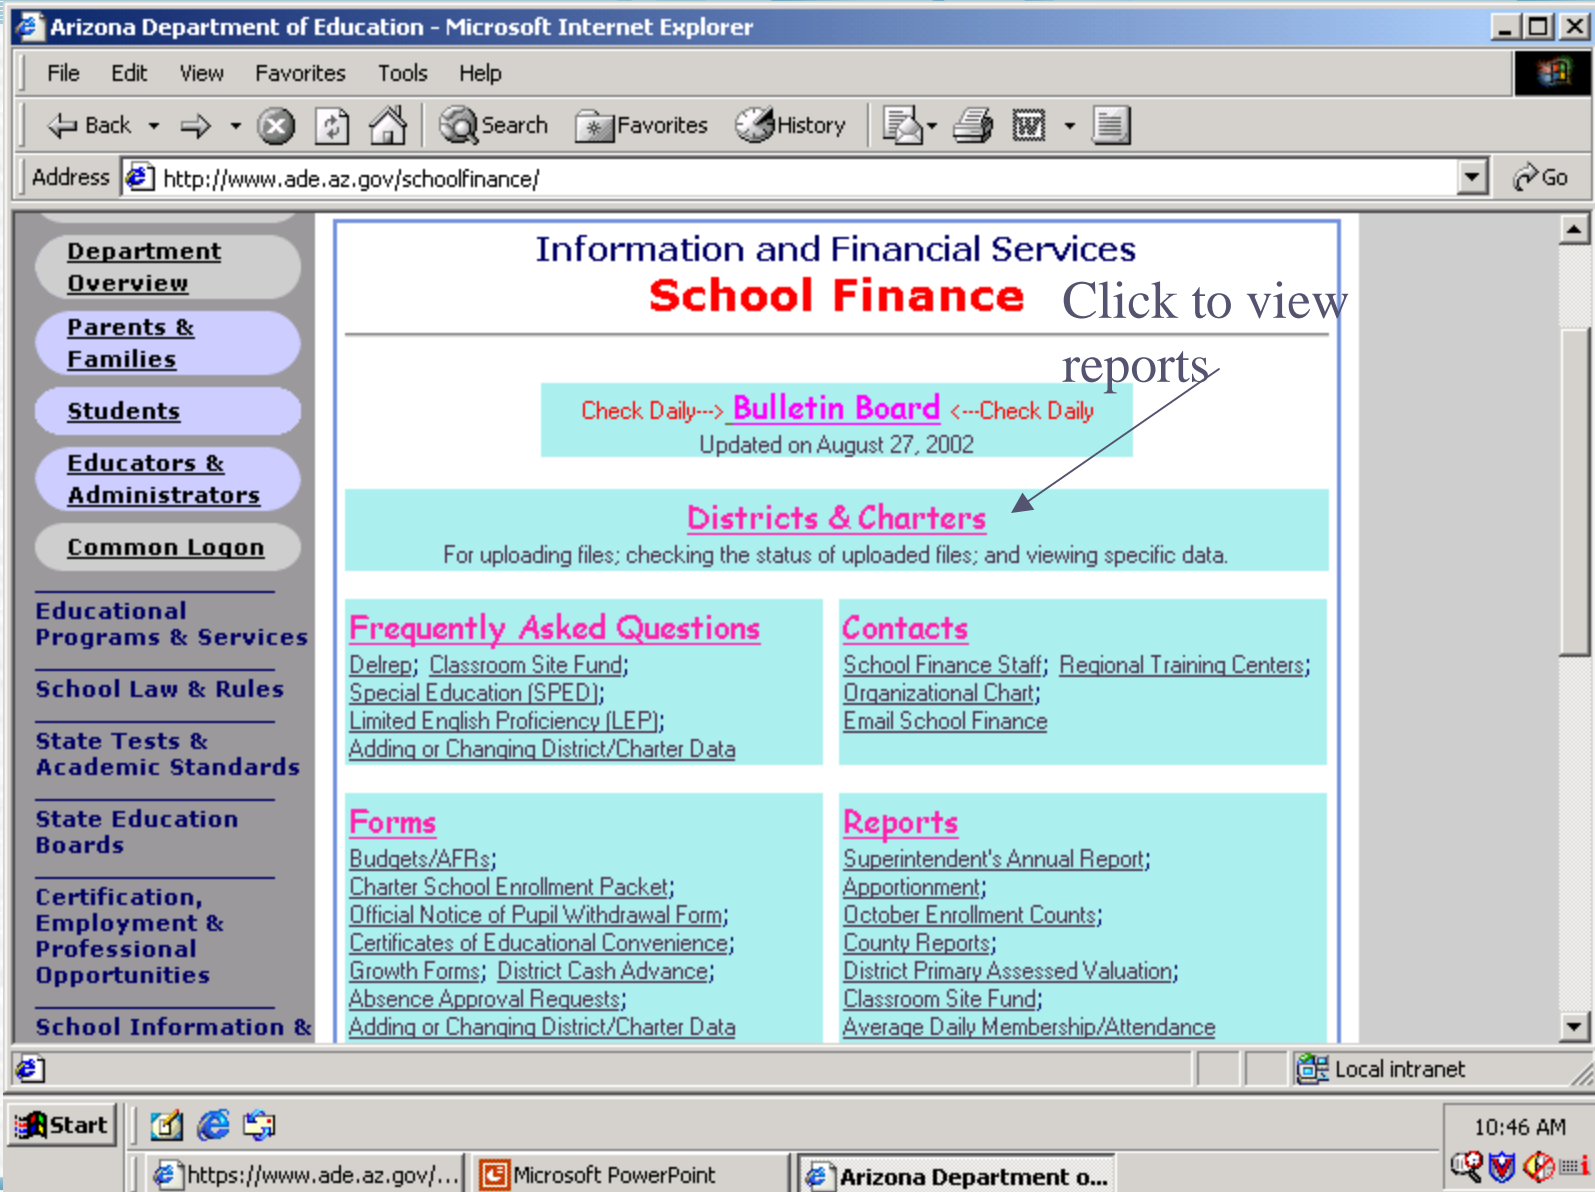 Arizona Department of Education - Microsoft Internet Explorer
File Edit View Favorites Tools Help
Back Search Favorites History
Address http://www.ade.az.gov/schoolfinance/ Go
Department
Overview
Parents &
Families
Students
Educators &
Administrators
Common Logon
Educational
Programs & Services
School Law & Rules
State Tests &
Academic Standards
State Education
Boards
Certification,
Employment &
Professional
Opportunities
School Information &
Information and Financial Services
School Finance
Click to view
reports
Check Daily---> Bulletin Board <---Check Daily
Updated on August 27, 2002
Districts & Charters
For uploading files; checking the status of uploaded files; and viewing specific data.
Frequently Asked Questions
Delrep; Classroom Site Fund;
Special Education (SPED);
Limited English Proficiency (LEP);
Adding or Changing District/Charter Data
Contacts
School Finance Staff; Regional Training Centers;
Organizational Chart;
Email School Finance
Forms
Budgets/AFRs;
Charter School Enrollment Packet;
Official Notice of Pupil Withdrawal Form;
Certificates of Educational Convenience;
Growth Forms; District Cash Advance;
Absence Approval Requests;
Adding or Changing District/Charter Data
Reports
Superintendent's Annual Report;
Apportionment;
October Enrollment Counts;
County Reports;
District Primary Assessed Valuation;
Classroom Site Fund;
Average Daily Membership/Attendance
Local intranet
Start
10:46 AM
https://www.ade.az.gov/... Microsoft PowerPoint Arizona Department o...